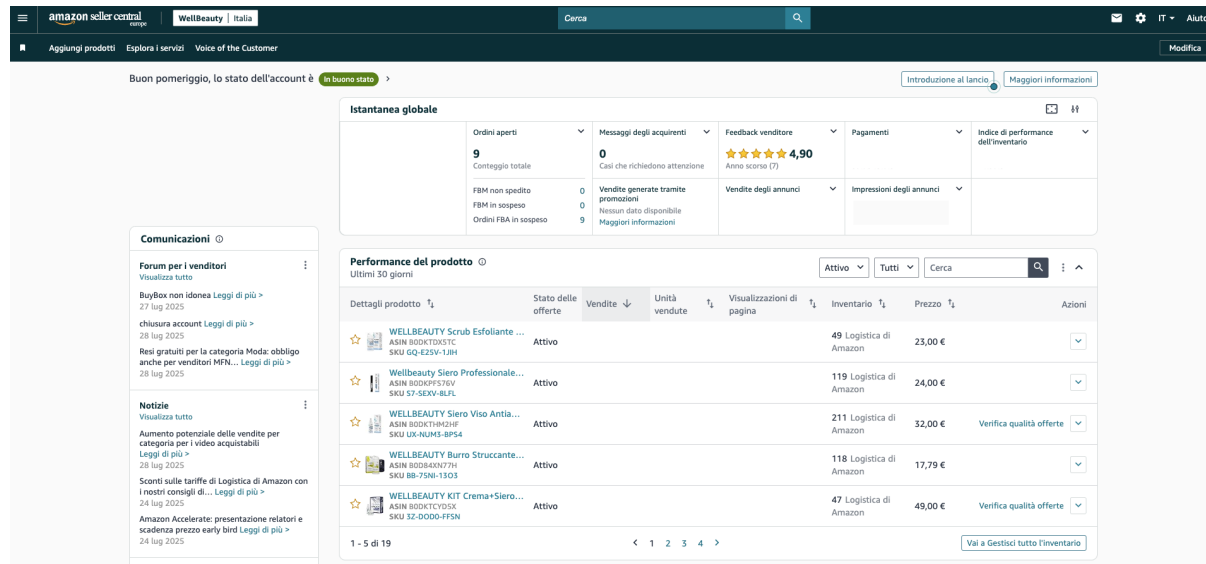 amazon seller central
europe
WellBeauty | Italia
Cerca
IT
Aiuto
Aggiungi prodotti
Esplora i servizi
Voice of the Customer
Modifica
Buon pomeriggio, lo stato dell'account è In buono stato
Introduzione al lancio
Maggiori informazioni
Istantanea globale
Ordini aperti
9
Conteggio totale
FBM non spedito 0
FBM in sospeso 0
Ordini FBA in sospeso 9
Messaggi degli acquirenti
0
Casi che richiedono attenzione
Vendite generate tramite
promozioni
Nessun dato disponibile
Maggiori informazioni
Feedback venditore
4,90
Anno scorso (7)
Vendite degli annunci
Pagamenti
Impressioni degli annunci
Indice di performance
dell'inventario
Comunicazioni
Forum per i venditori
Visualizza tutto
BuyBox non idonea Leggi di più >
27 lug 2025
chiusura account Leggi di più >
28 lug 2025
Resi gratuiti per la categoria Moda: obbligo
anche per venditori MFN... Leggi di più >
28 lug 2025
Notizie
Visualizza tutto
Aumento potenziale delle vendite per
categoria per i video acquistabili
Leggi di più >
28 lug 2025
Sconti sulle tariffe di Logistica di Amazon con
i nostri consigli di... Leggi di più >
24 lug 2025
Amazon Accelerate: presentazione relatori e
scadenza prezzo early bird Leggi di più >
24 lug 2025
Performance del prodotto
Ultimi 30 giorni
Attivo
Tutti
Cerca
Dettagli prodotto
Stato delle
offerte
Vendite
Unità
vendute
Visualizzazioni di
pagina
Inventario
Prezzo
Azioni
WELLBEAUTY Scrub Esfoliante ...
ASIN B0DKTDX5TC
SKU GQ-E25V-1JIH
Attivo
49 Logistica di
Amazon
23,00 €
Wellbeauty Siero Professionale...
ASIN B0DKPFS76V
SKU S7-5EXV-8LFL
Attivo
119 Logistica di
Amazon
24,00 €
WELLBEAUTY Siero Viso Antia...
ASIN B0DKTHM2HF
SKU UX-NUM3-BPS4
Attivo
211 Logistica di
Amazon
32,00 €
Verifica qualità offerte
WELLBEAUTY Burro Struccante...
ASIN B0D84XN77H
SKU BB-75NI-13O3
Attivo
118 Logistica di
Amazon
17,79 €
WELLBEAUTY KIT Crema+Siero...
ASIN B0DKTCYD5X
SKU 3Z-DOD0-FFSN
Attivo
47 Logistica di
Amazon
49,00 €
Verifica qualità offerte
1 - 5 di 19
< 1 2 3 4 >
Vai a Gestisci tutto l'inventario